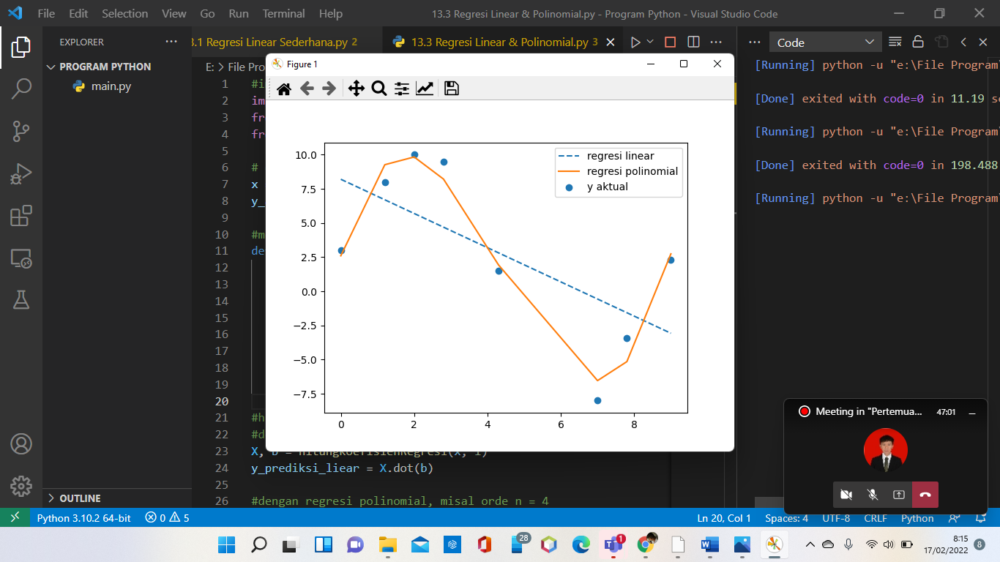 File Edit Selection View Go Run Terminal Help
13.3 Regresi Linear & Polinomial.py - Program Python - Visual Studio Code
EXPLORER
PROGRAM PYTHON
main.py
OUTLINE
3.1 Regresi Linear Sederhana.py 2
13.3 Regresi Linear & Polinomial.py 3
E: > File Pro
1 #i
2 im
3 fr
4 fr
5
6 #
7 x
8 y_
9
10 #m
11 de
12
13
14
15
16
17
18
19
20
21 #h
22 #d
23 X, b = hitungKoefisienRegresi(x, 1)
24 y_prediksi_liear = X.dot(b)
25
26 #dengan regresi polinomial, misal orde n = 4
Figure 1
10.0
7.5
5.0
2.5
0.0
−2.5
−5.0
−7.5
0 2 4 6 8
regresi linear
regresi polinomial
y aktual
Code
[Running] python -u "e:\File Program
[Done] exited with code=0 in 11.19 se
[Running] python -u "e:\File Program
[Done] exited with code=0 in 198.488
[Running] python -u "e:\File Program
Meeting in "Pertemua... 47:01
Python 3.10.2 64-bit 0 5
Ln 20, Col 1 Spaces: 4 UTF-8 CRLF Python
28
1
8:15
17/02/2022
8